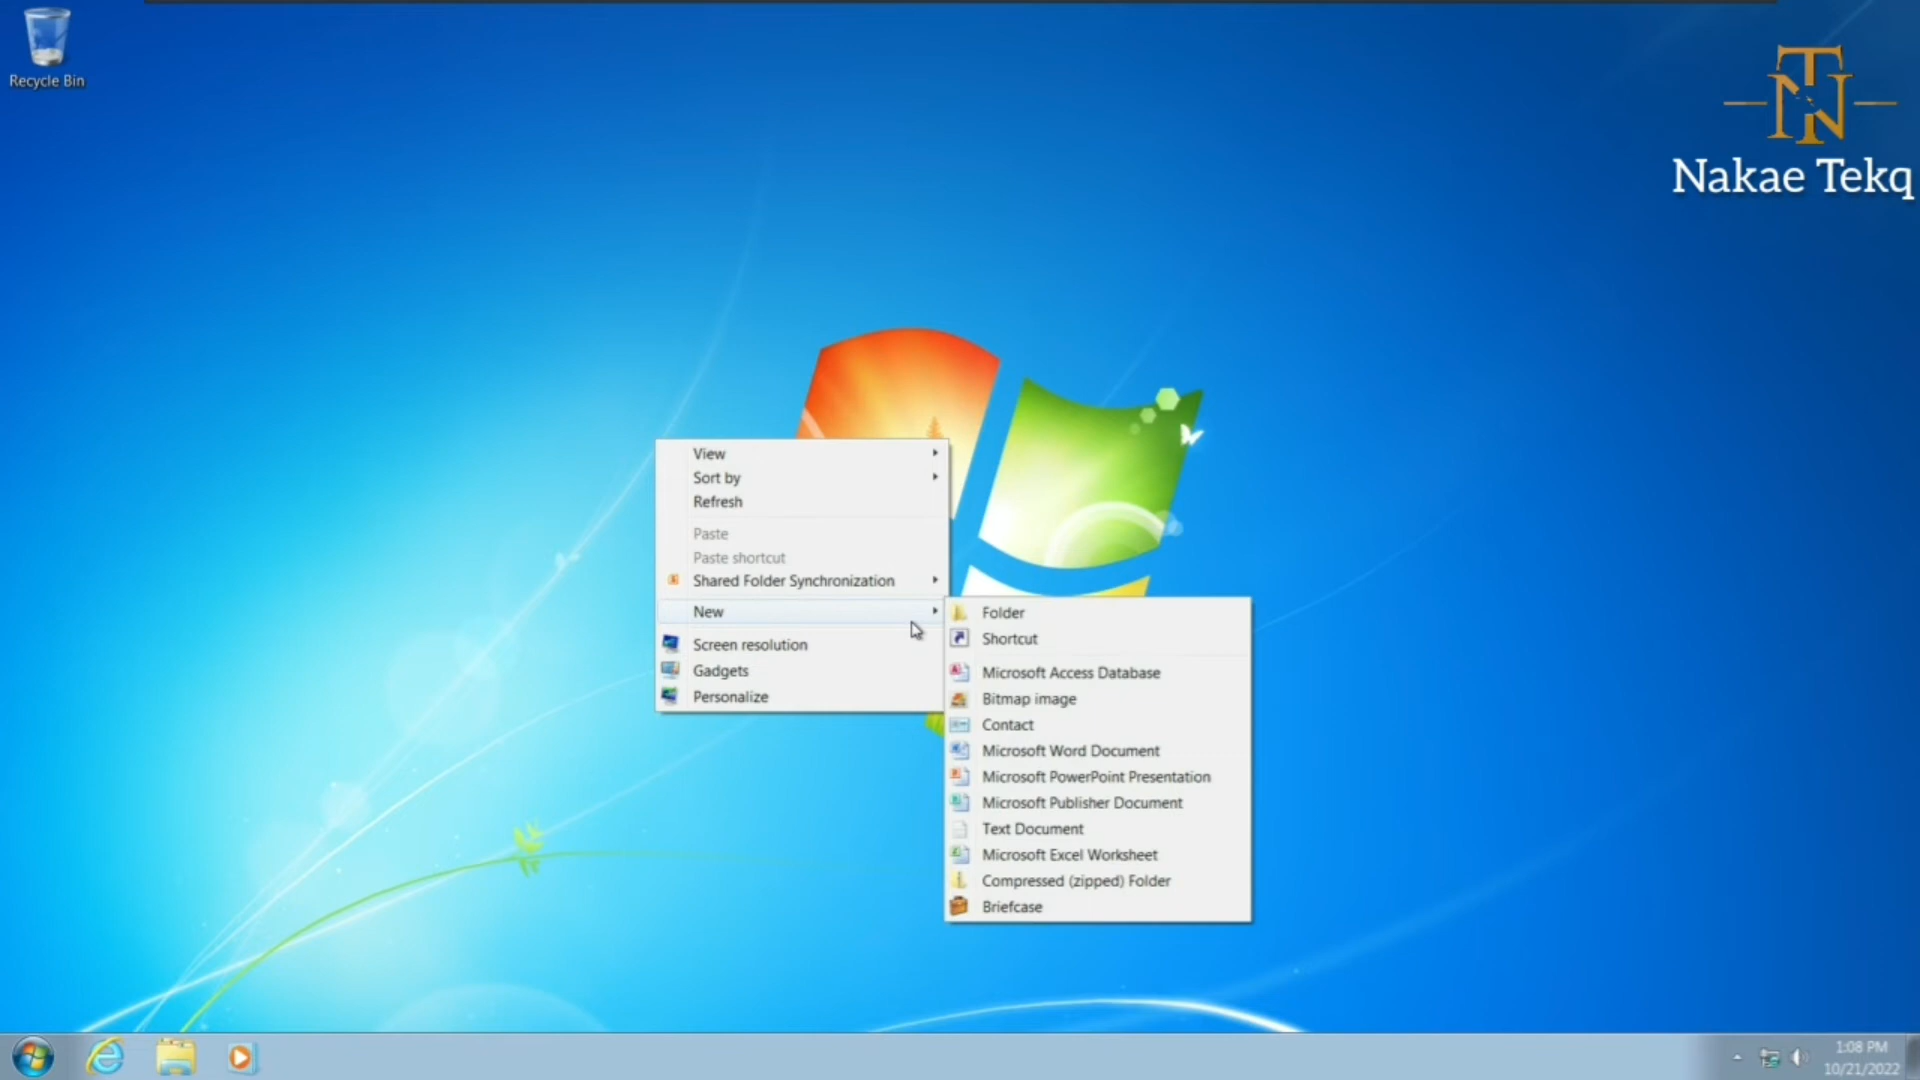 Recycle Bin
TN
Nakae Tekq
View
Sort by
Refresh
Paste
Paste shortcut
Shared Folder Synchronization
New
Screen resolution
Gadgets
Personalize
Folder
Shortcut
Microsoft Access Database
Bitmap image
Contact
Microsoft Word Document
Microsoft PowerPoint Presentation
Microsoft Publisher Document
Text Document
Microsoft Excel Worksheet
Compressed (zipped) Folder
Briefcase
1:08 PM
10/21/2022